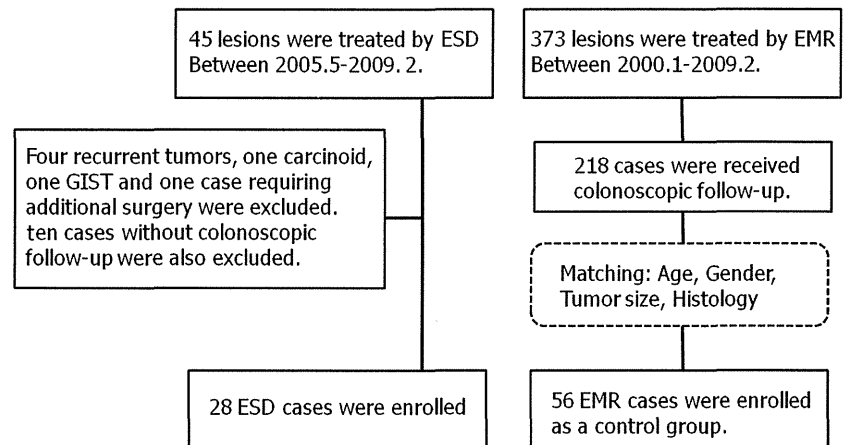 45 lesions were treated by ESD
Between 2005.5-2009. 2.
373 lesions were treated by EMR
Between 2000.1-2009.2.
Four recurrent tumors, one carcinoid,
one GIST and one case requiring
additional surgery were excluded.
ten cases without colonoscopic
follow-up were also excluded.
218 cases were received
colonoscopic follow-up.
Matching: Age, Gender,
Tumor size, Histology
28 ESD cases were enrolled
56 EMR cases were enrolled
as a control group.